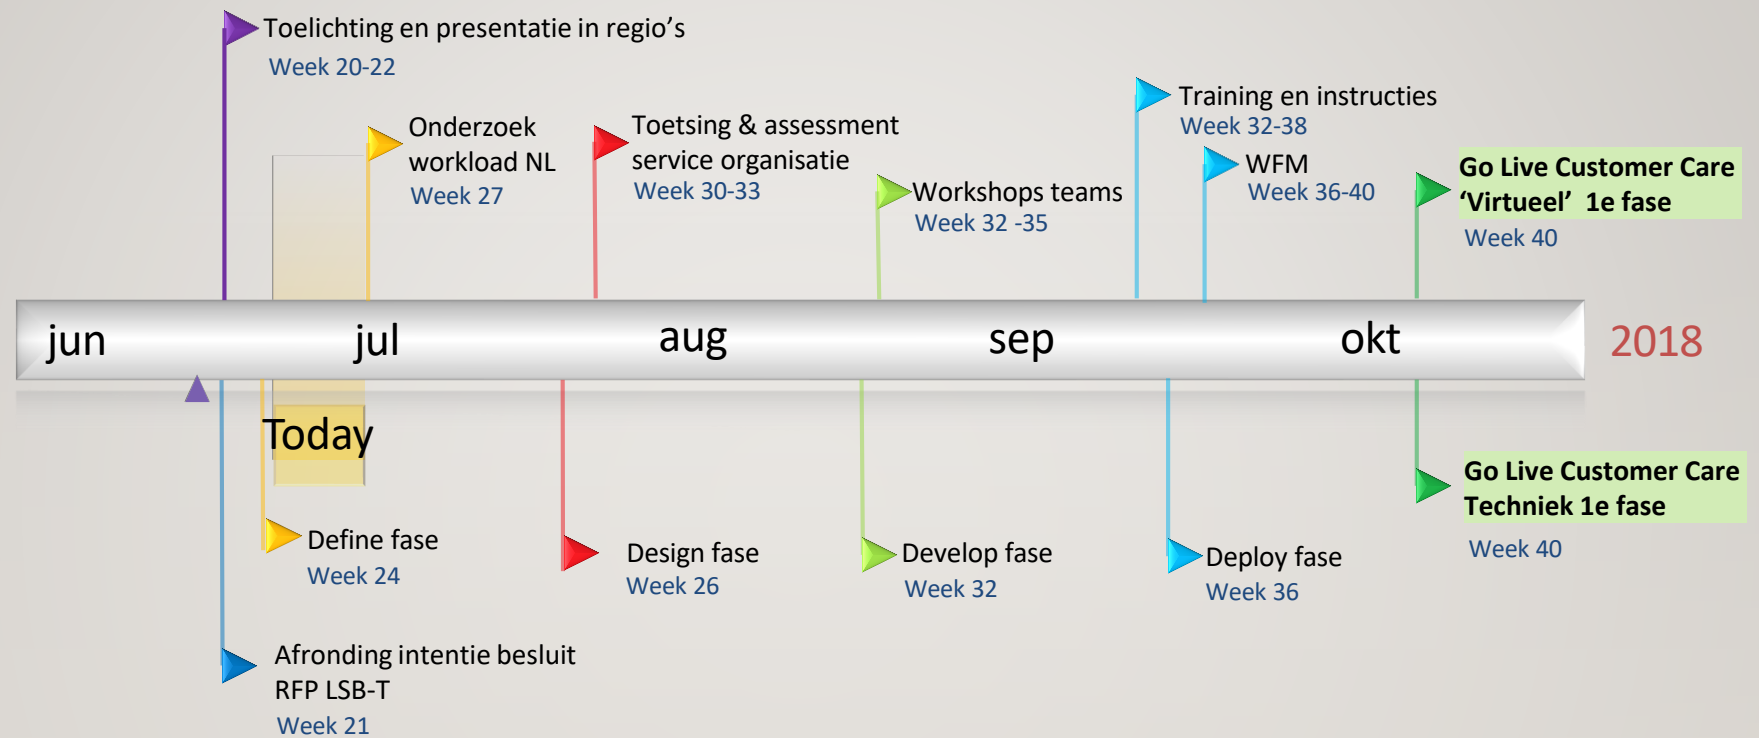 Toelichting en presentatie in regio’s
Week 20-22
Onderzoek
workload NL
Week 27
Toetsing & assessment
service organisatie
Week 30-33
Workshops teams
Week 32 -35
Training en instructies
Week 32-38
WFM
Week 36-40
Go Live Customer Care
‘Virtueel’ 1e fase
Week 40
jun jul aug sep okt 2018
Today
Define fase
Week 24
Afronding intentie besluit
RFP LSB-T
Week 21
Design fase
Week 26
Develop fase
Week 32
Deploy fase
Week 36
Go Live Customer Care
Techniek 1e fase
Week 40